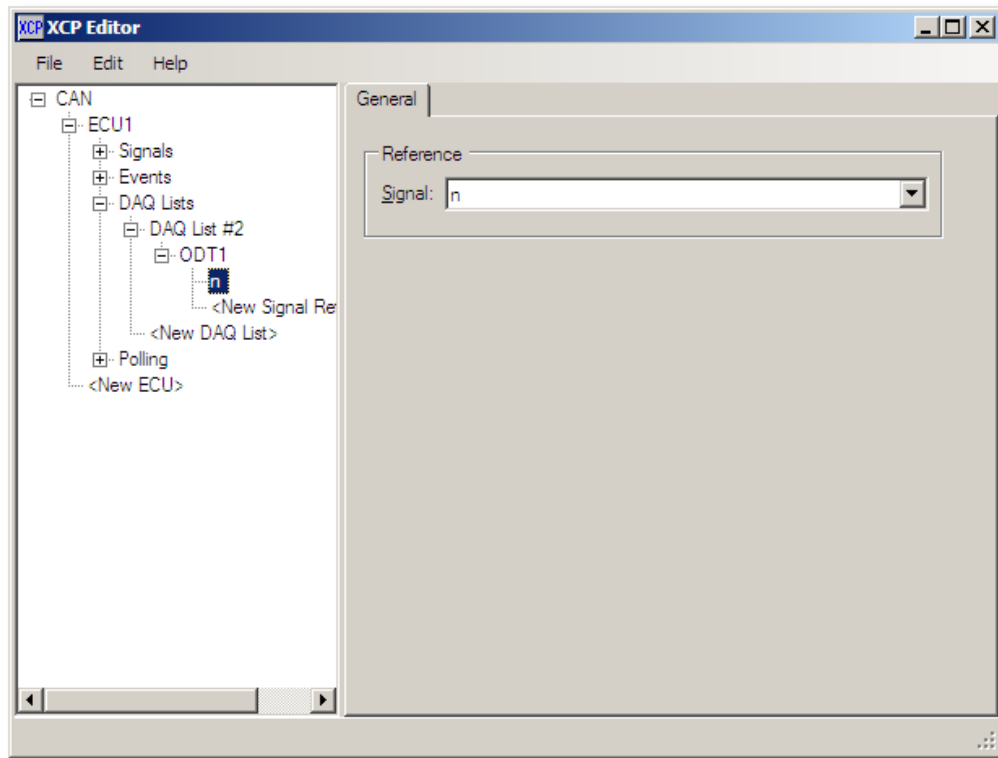 XCP XCP Editor
File Edit Help
CAN
ECU1
Signals
Events
DAQ Lists
DAQ List #2
ODT1
n
<New Signal Re
<New DAQ List>
Polling
<New ECU>
General
Reference
Signal: n